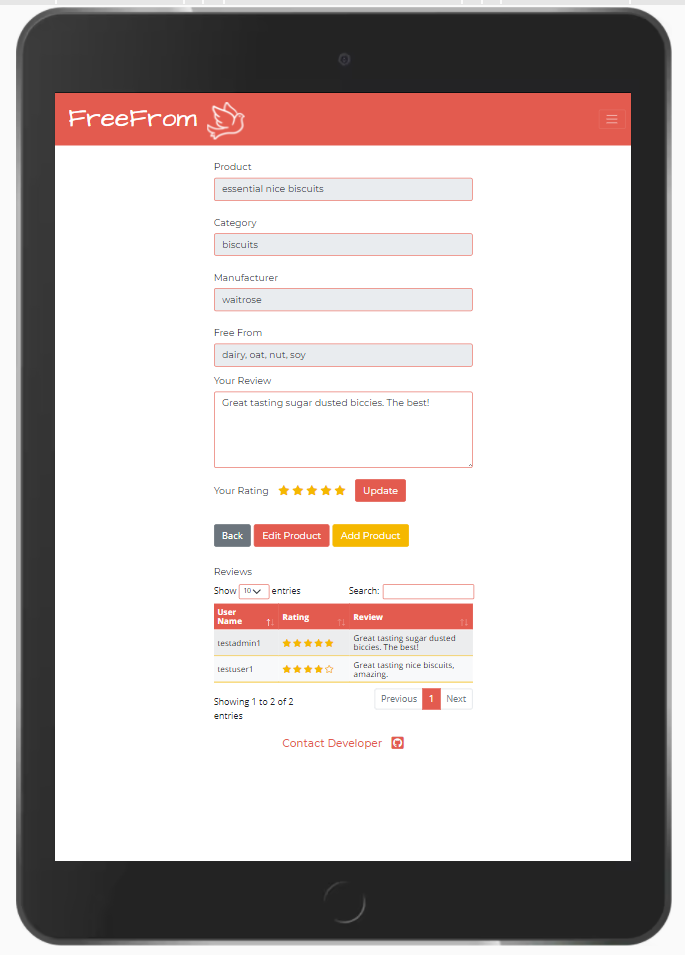 FreeFrom
Product
essential nice biscuits
Category
biscuits
Manufacturer
waitrose
Free From
dairy, oat, nut, soy
Your Review
Great tasting sugar dusted biccies. The best!
Your Rating Update
Back Edit Product Add Product
Reviews
Show 10 entries Search:
User Name Rating Review
testadmin1 Great tasting sugar dusted
biccies. The best!
testuser1 Great tasting nice biscuits,
amazing.
Showing 1 to 2 of 2
entries
Previous 1 Next
Contact Developer